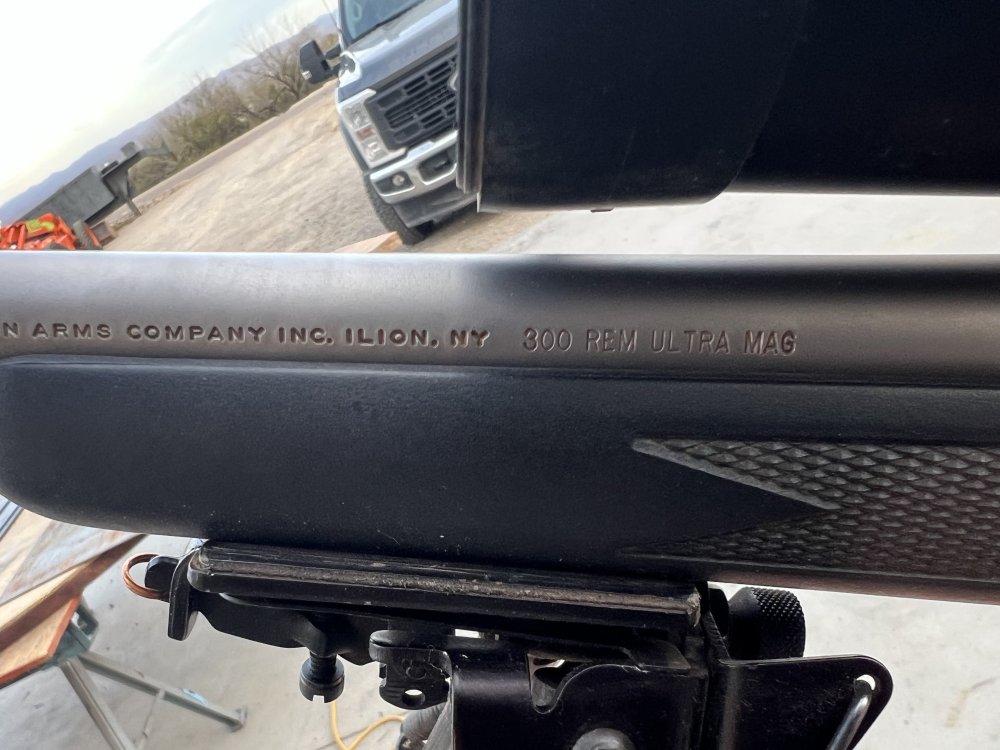 N ARMS COMPANY INC. ILION, NY 300 REM ULTRA MAG